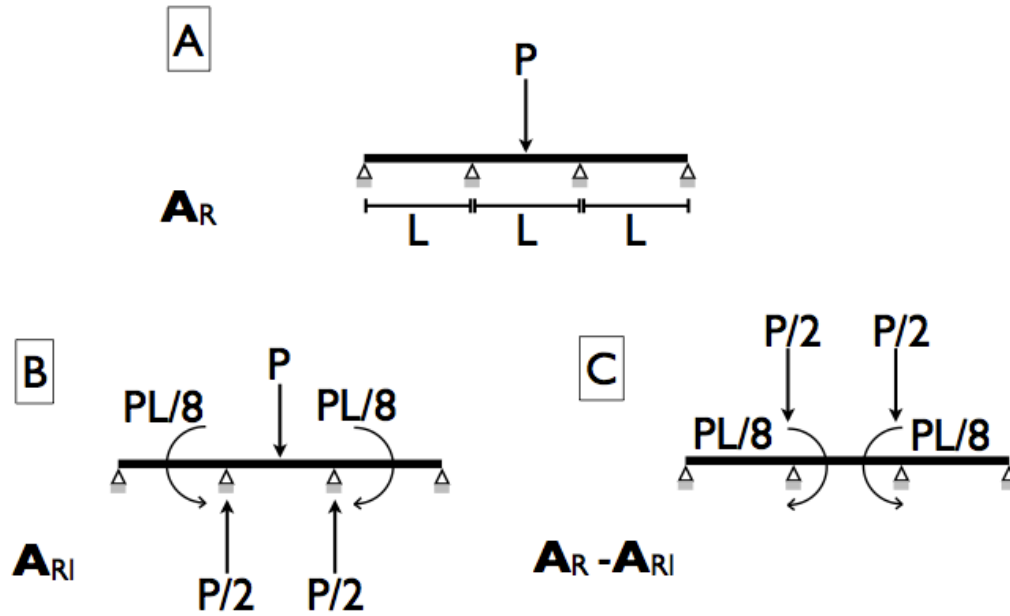 A
P
A_R
L L L
B
P
PL/8 PL/8
A_RI
P/2 P/2
C
P/2 P/2
PL/8 PL/8
A_R - A_RI